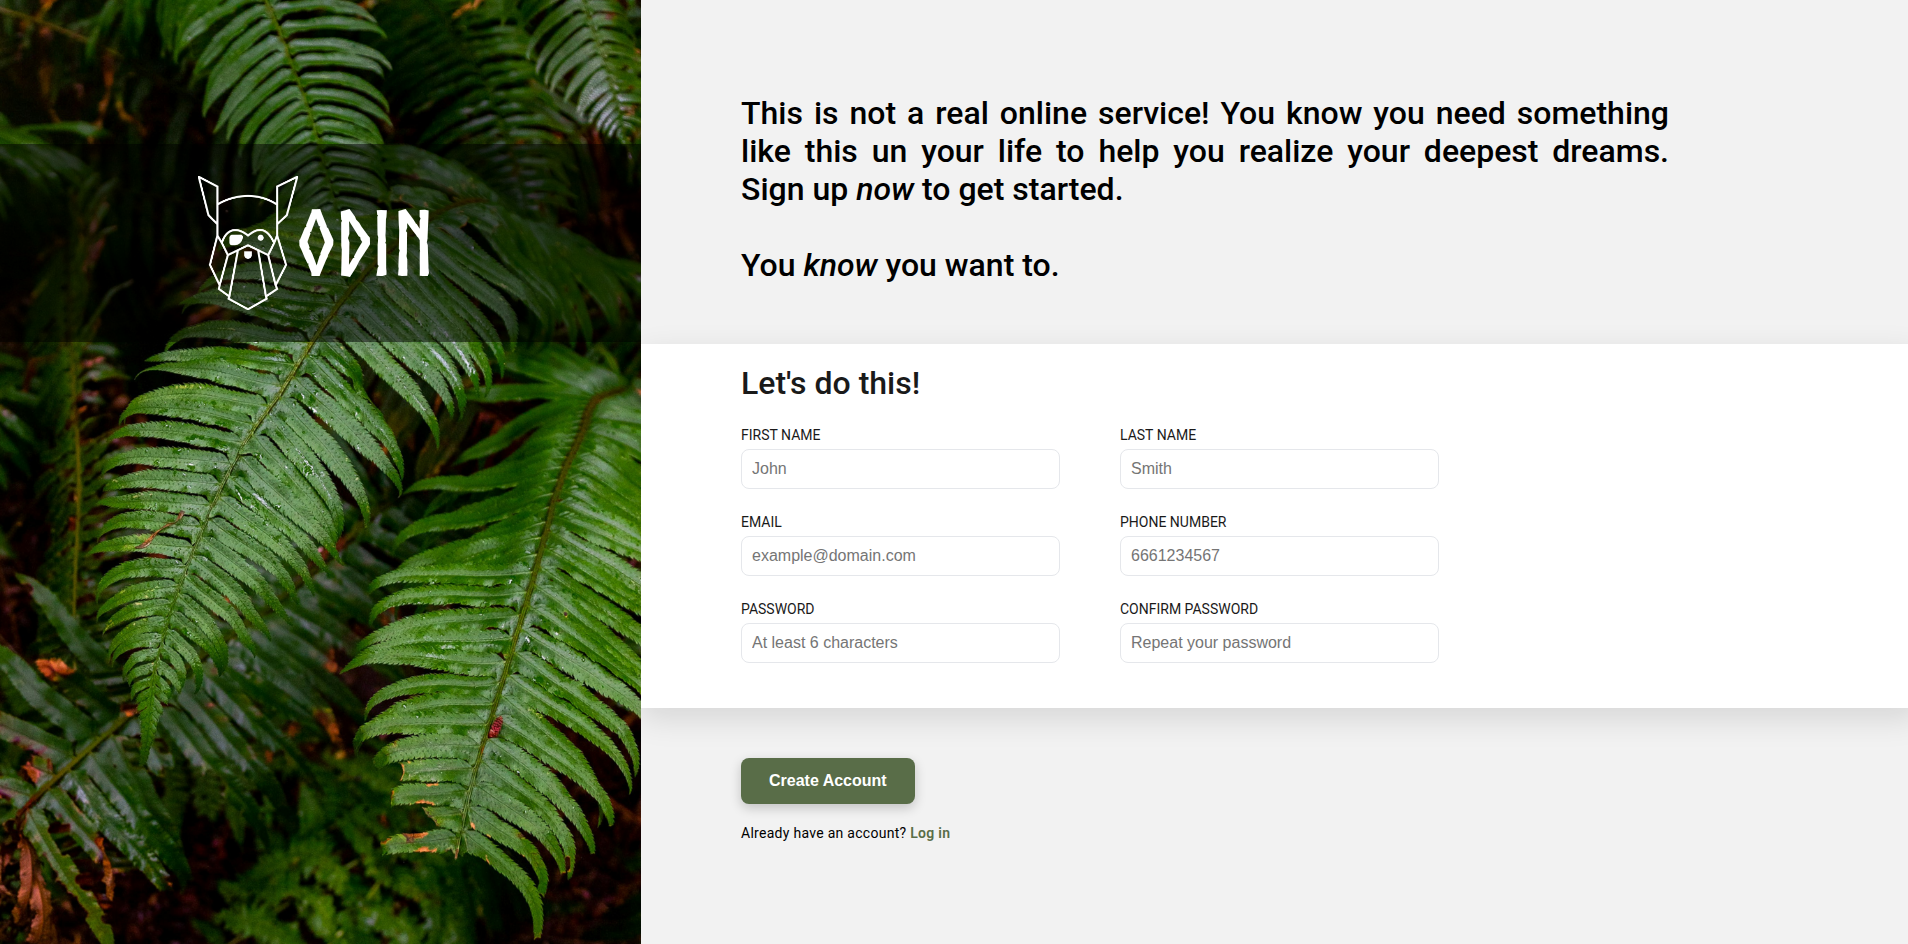 ODIN
This is not a real online service! You know you need something
like this un your life to help you realize your deepest dreams.
Sign up now to get started.
You know you want to.
Let's do this!
FIRST NAME
LAST NAME
John
Smith
EMAIL
PHONE NUMBER
example@domain.com
6661234567
PASSWORD
CONFIRM PASSWORD
At least 6 characters
Repeat your password
Create Account
Already have an account? Log in